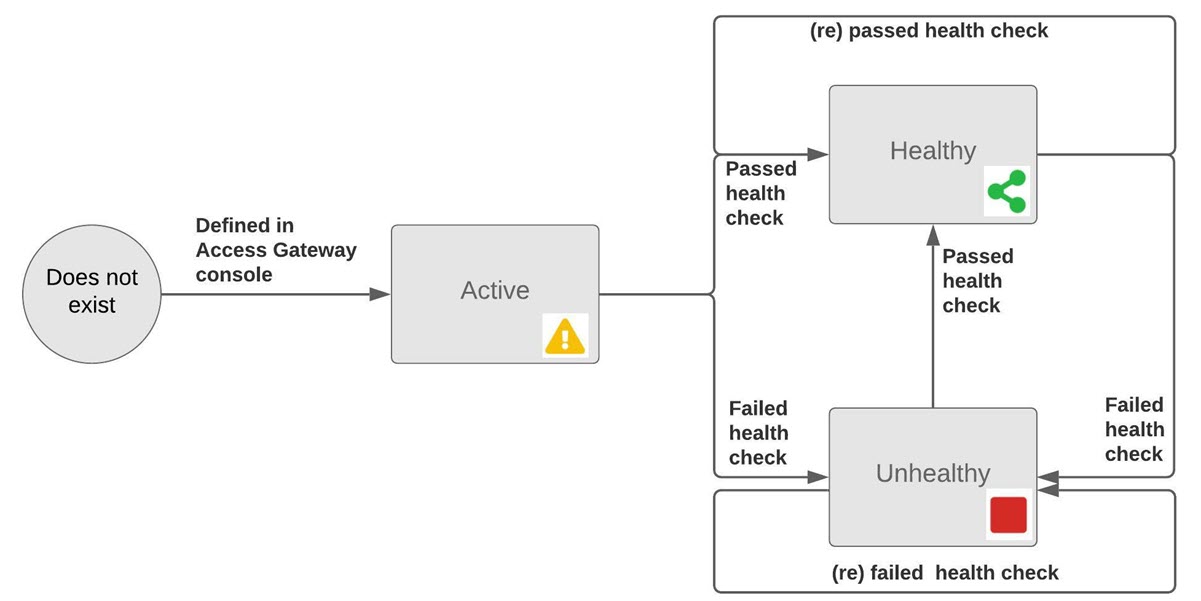 (re) passed health check
Healthy
Passed
health
check
Defined in
Access Gateway
console
Does not
exist
Active
Passed
health
check
Failed
health
check
Failed
health
check
Unhealthy
(re) failed  health check